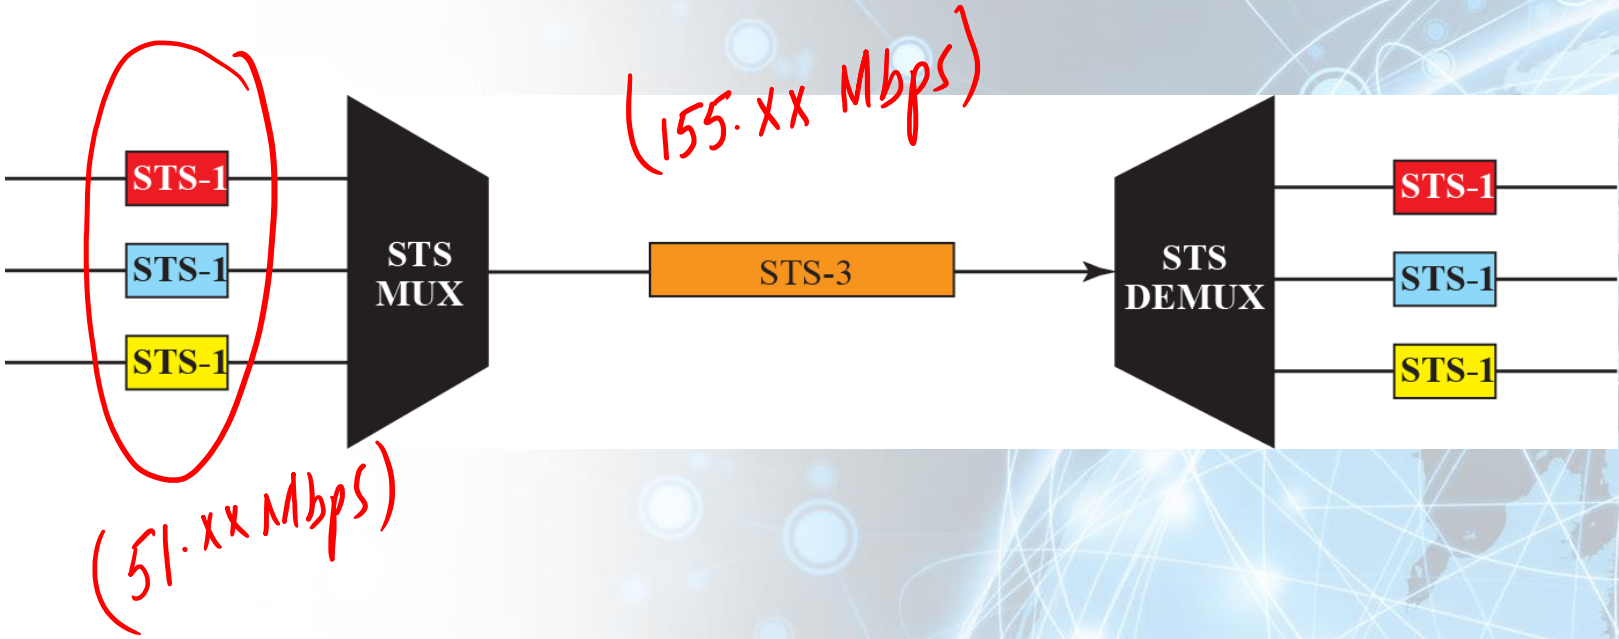 (155.xx Mbps)
STS-1
STS-1
STS-1
STS
MUX
STS-3
STS
DEMUX
STS-1
STS-1
STS-1
(51.xx Mbps)